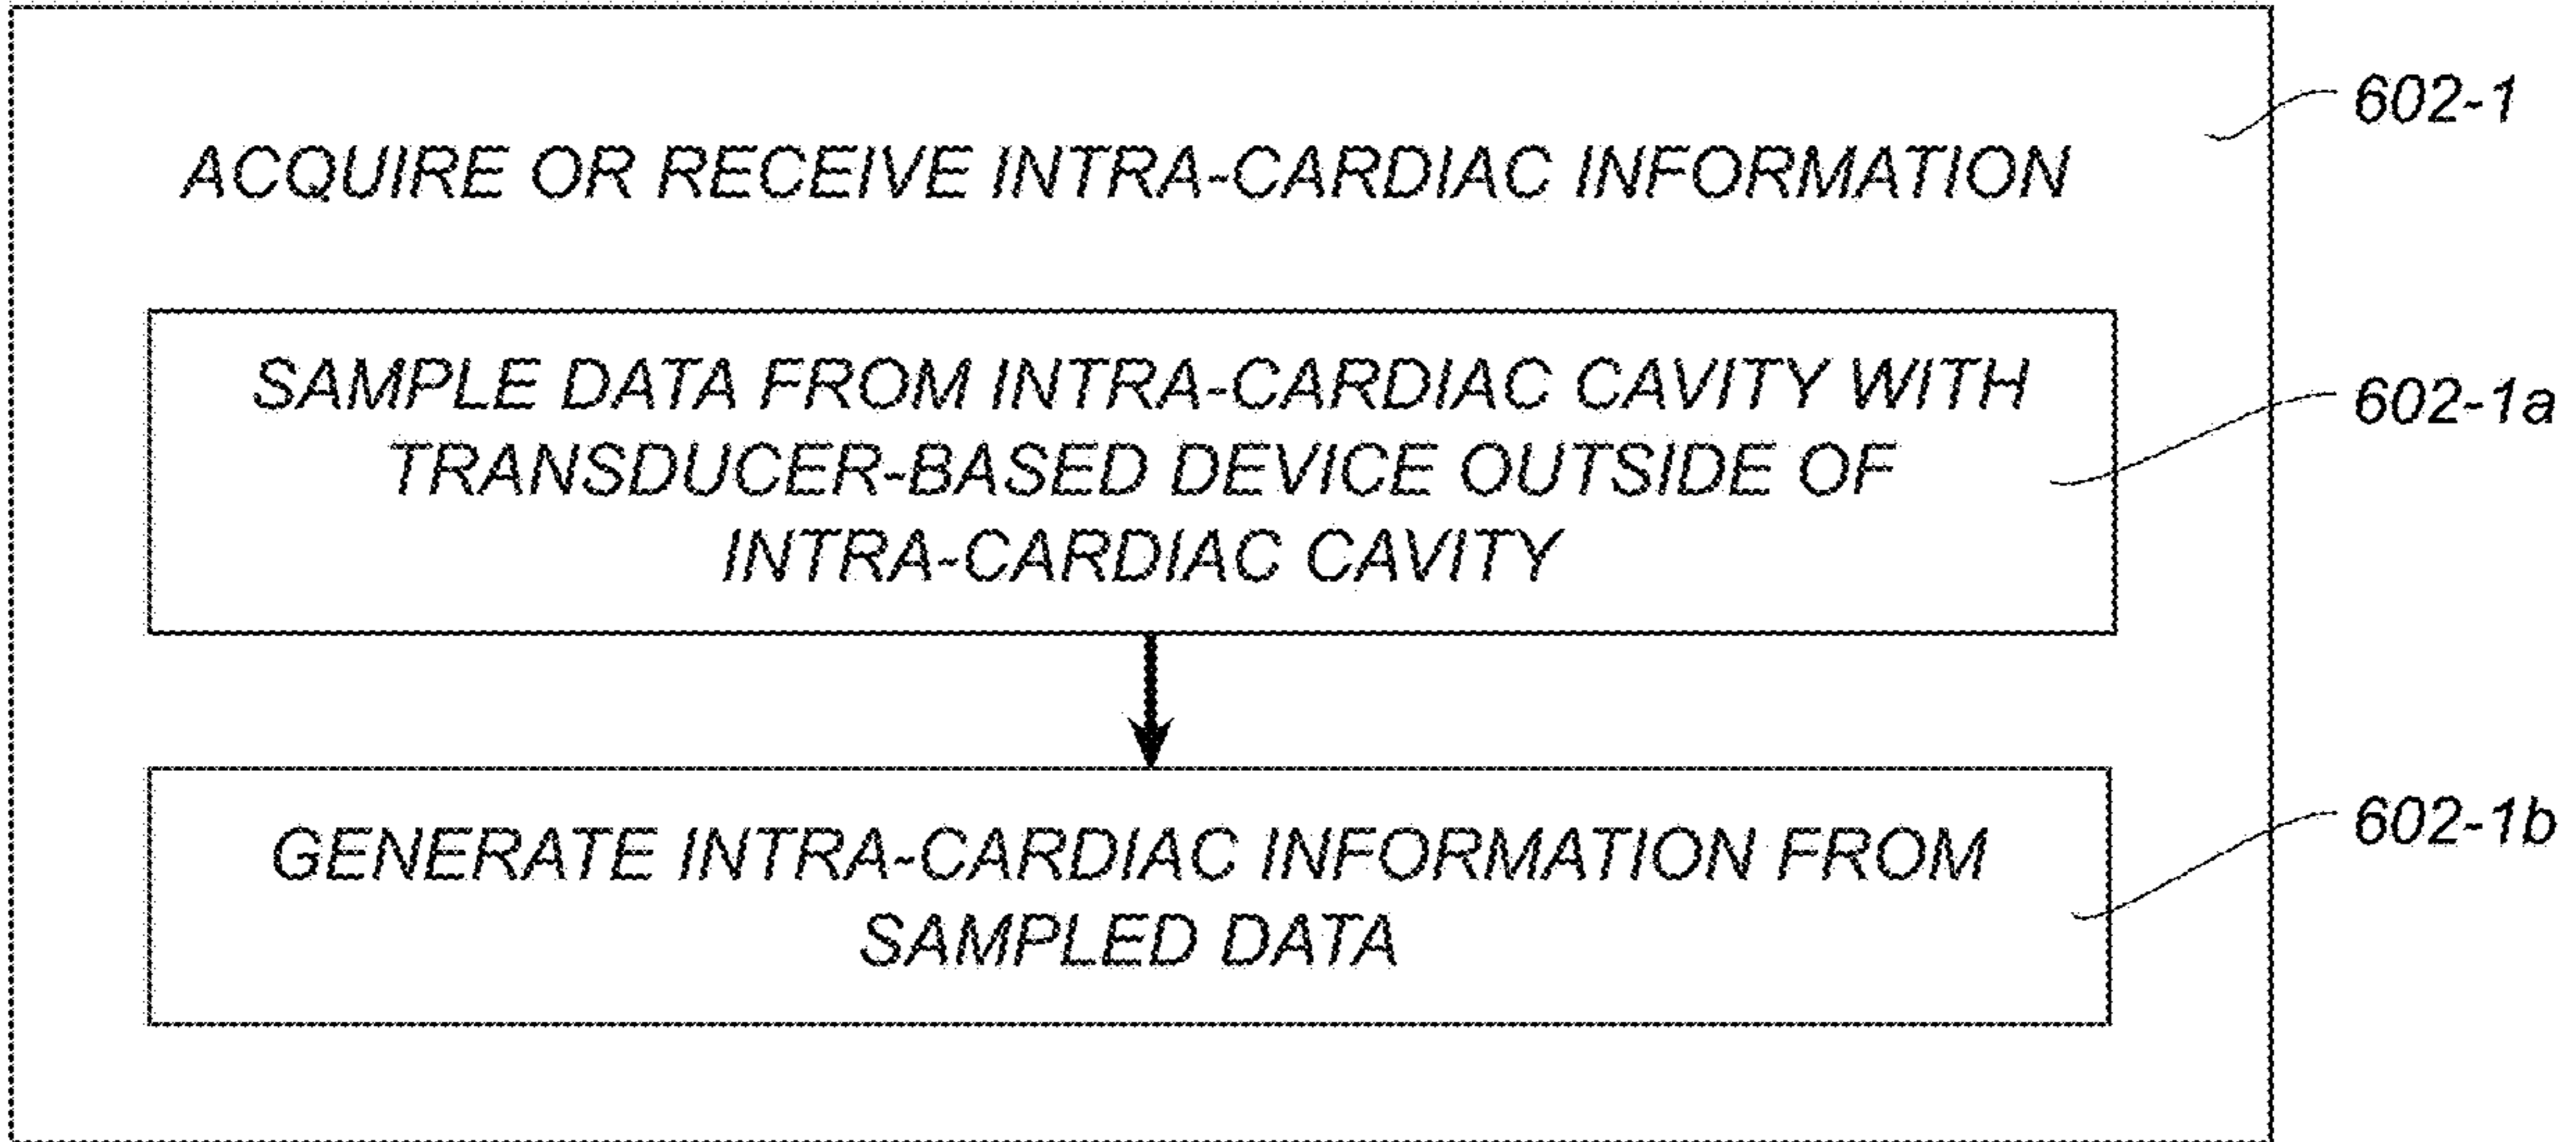 602-1
ACQUIRE OR RECEIVE INTRA-CARDIAC INFORMATION
SAMPLE DATA FROM INTRA-CARDIAC CAVITY WITH
TRANSDUCER-BASED DEVICE OUTSIDE OF
INTRA-CARDIAC CAVITY
602-1a
GENERATE INTRA-CARDIAC INFORMATION FROM
SAMPLED DATA
602-1b